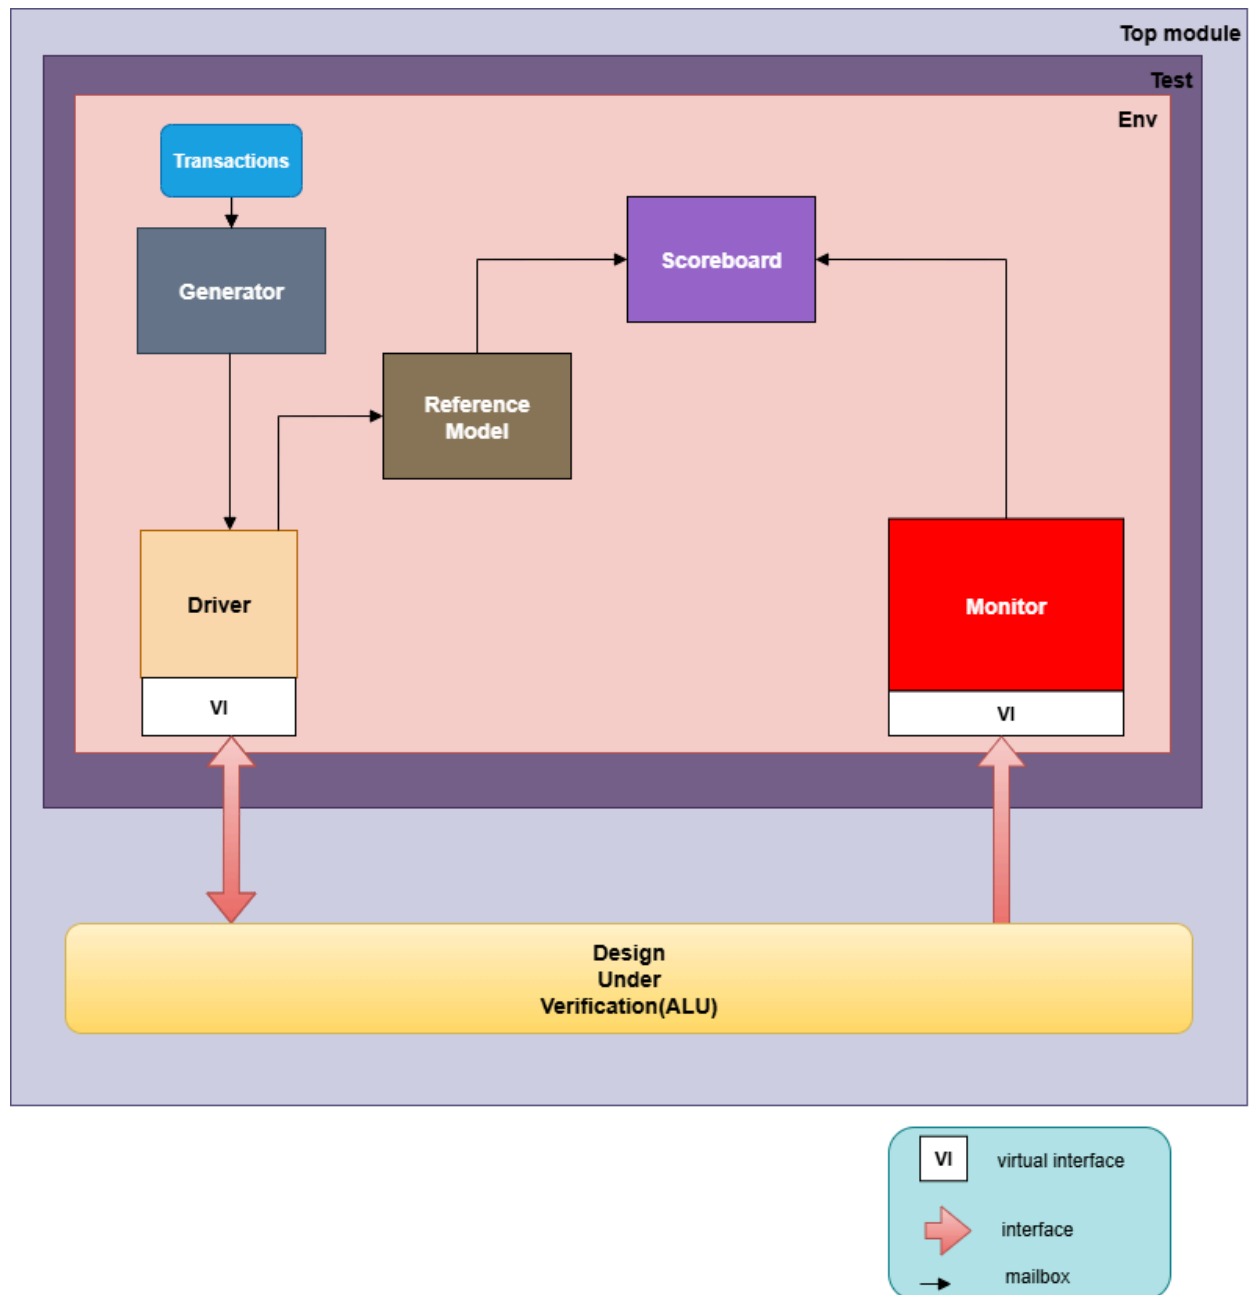 Top module
Test
Env
Transactions
Generator
Scoreboard
Reference
Model
Driver
Monitor
VI
VI
Design
Under
Verification(ALU)
VI
virtual interface
interface
mailbox